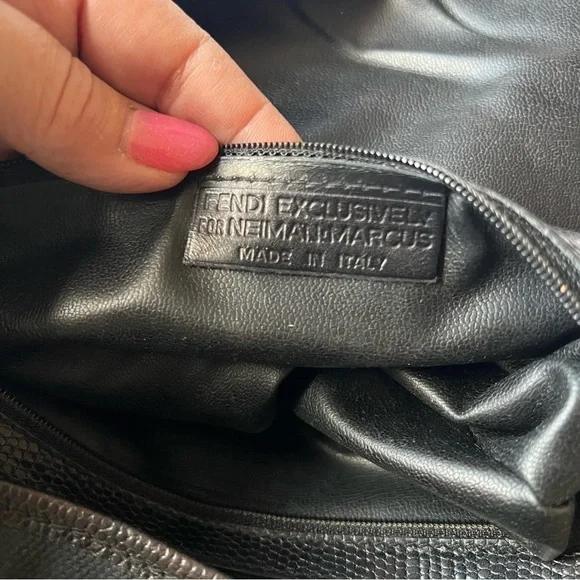 FENDI EXCLUSIVELY
FOR NEIMAN-MARCUS
MADE IN ITALY